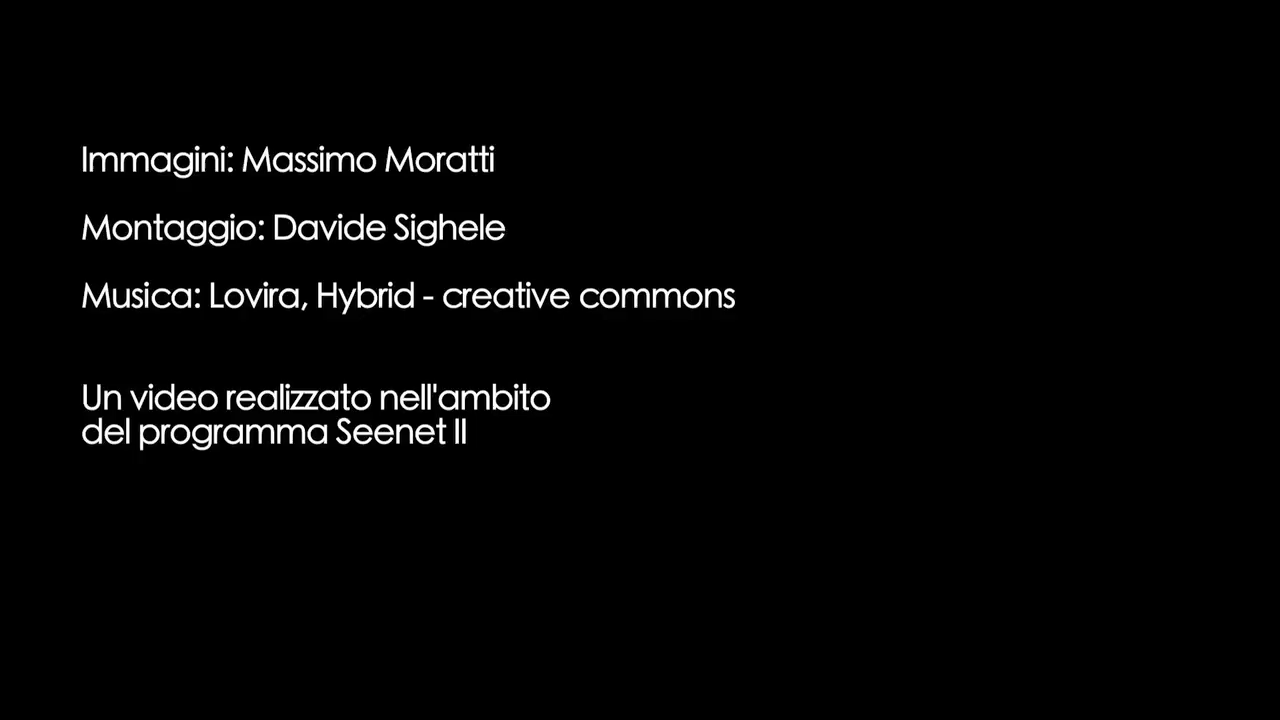 Immagini: Massimo Moratti
Montaggio: Davide Sighele
Musica: Lovira, Hybrid - creative commons
Un video realizzato nell'ambito
del programma Seenet II